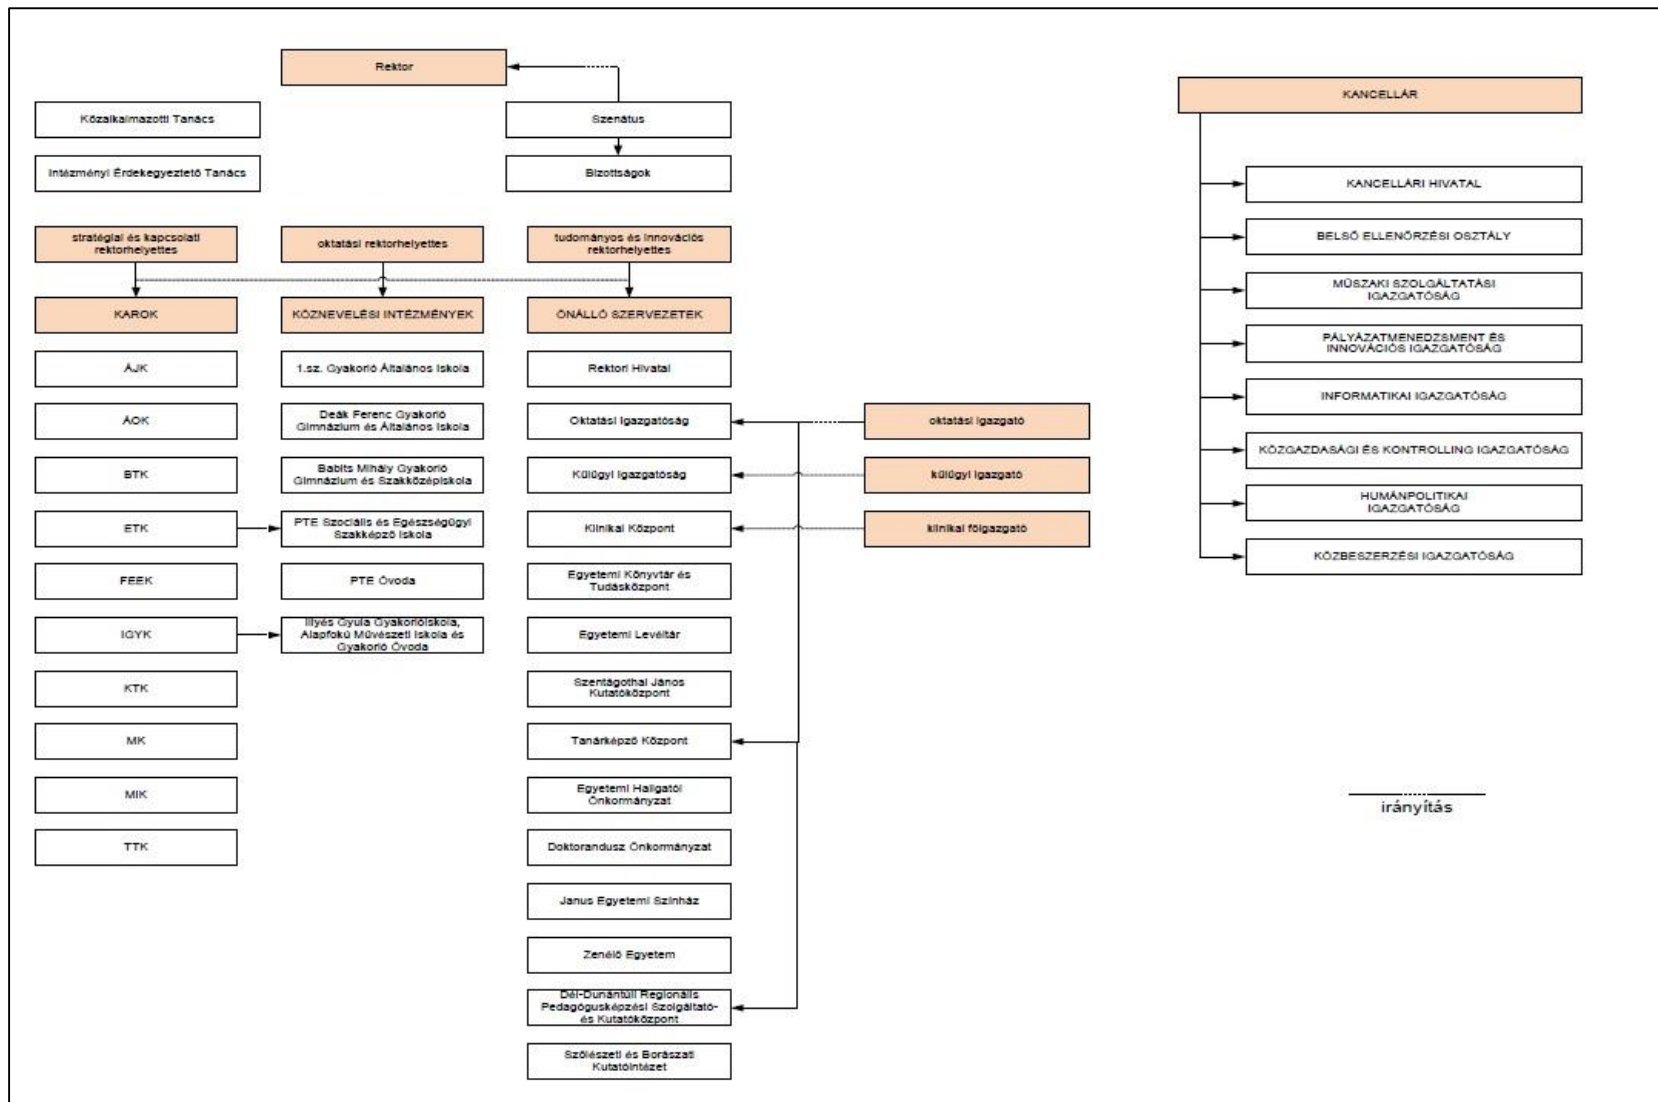 Rektor
Közalkalmazotti Tanács
Szenátus
Intézményi Érdekegyeztető Tanács
Bizottságok
stratégiai és kapcsolati
rektorhelyettes
oktatási rektorhelyettes
tudományos és innovációs
rektorhelyettes
KAROK
KÖZNEVELÉSI INTÉZMÉNYEK
ÖNÁLLÓ SZERVEZETEK
ÁJK
1.sz. Gyakorló Általános Iskola
Rektori Hivatal
ÁOK
Deák Ferenc Gyakorló
Gimnázium és Általános Iskola
Oktatási Igazgatóság
oktatási igazgató
BTK
Babits Mihály Gyakorló
Gimnázium és Szakközépiskola
Külügyi Igazgatóság
külügyi igazgató
ETK
PTE Szociális és Egészségügyi
Szakképző Iskola
Klinikai Központ
klinikai főigazgató
FEEK
PTE Óvoda
Egyetemi Könyvtár és
Tudásközpont
IGYK
Illyés Gyula Gyakorlóiskola,
Alapfokú Művészeti Iskola és
Gyakorló Óvoda
Egyetemi Levéltár
KTK
Szentágothai János
Kutatóközpont
MK
Tanárképző Központ
MIK
Egyetemi Hallgatói
Önkormányzat
TTK
Doktorandusz Önkormányzat
Janus Egyetemi Színház
Zenélő Egyetem
Dél-Dunántúli Regionális
Pedagógusképzési Szolgáltató-
és Kutatóközpont
Szőlészeti és Borászati
Kutatóintézet
KANCELLÁR
KANCELLÁRI HIVATAL
BELSŐ ELLENŐRZÉSI OSZTÁLY
MŰSZAKI SZOLGÁLTATÁSI
IGAZGATÓSÁG
PÁLYÁZATMENEDZSMENT ÉS
INNOVÁCIÓS IGAZGATÓSÁG
INFORMATIKAI IGAZGATÓSÁG
KÖZGAZDASÁGI ÉS KONTROLLING IGAZGATÓSÁG
HUMÁNPOLITIKAI
IGAZGATÓSÁG
KÖZBESZERZÉSI IGAZGATÓSÁG
irányítás